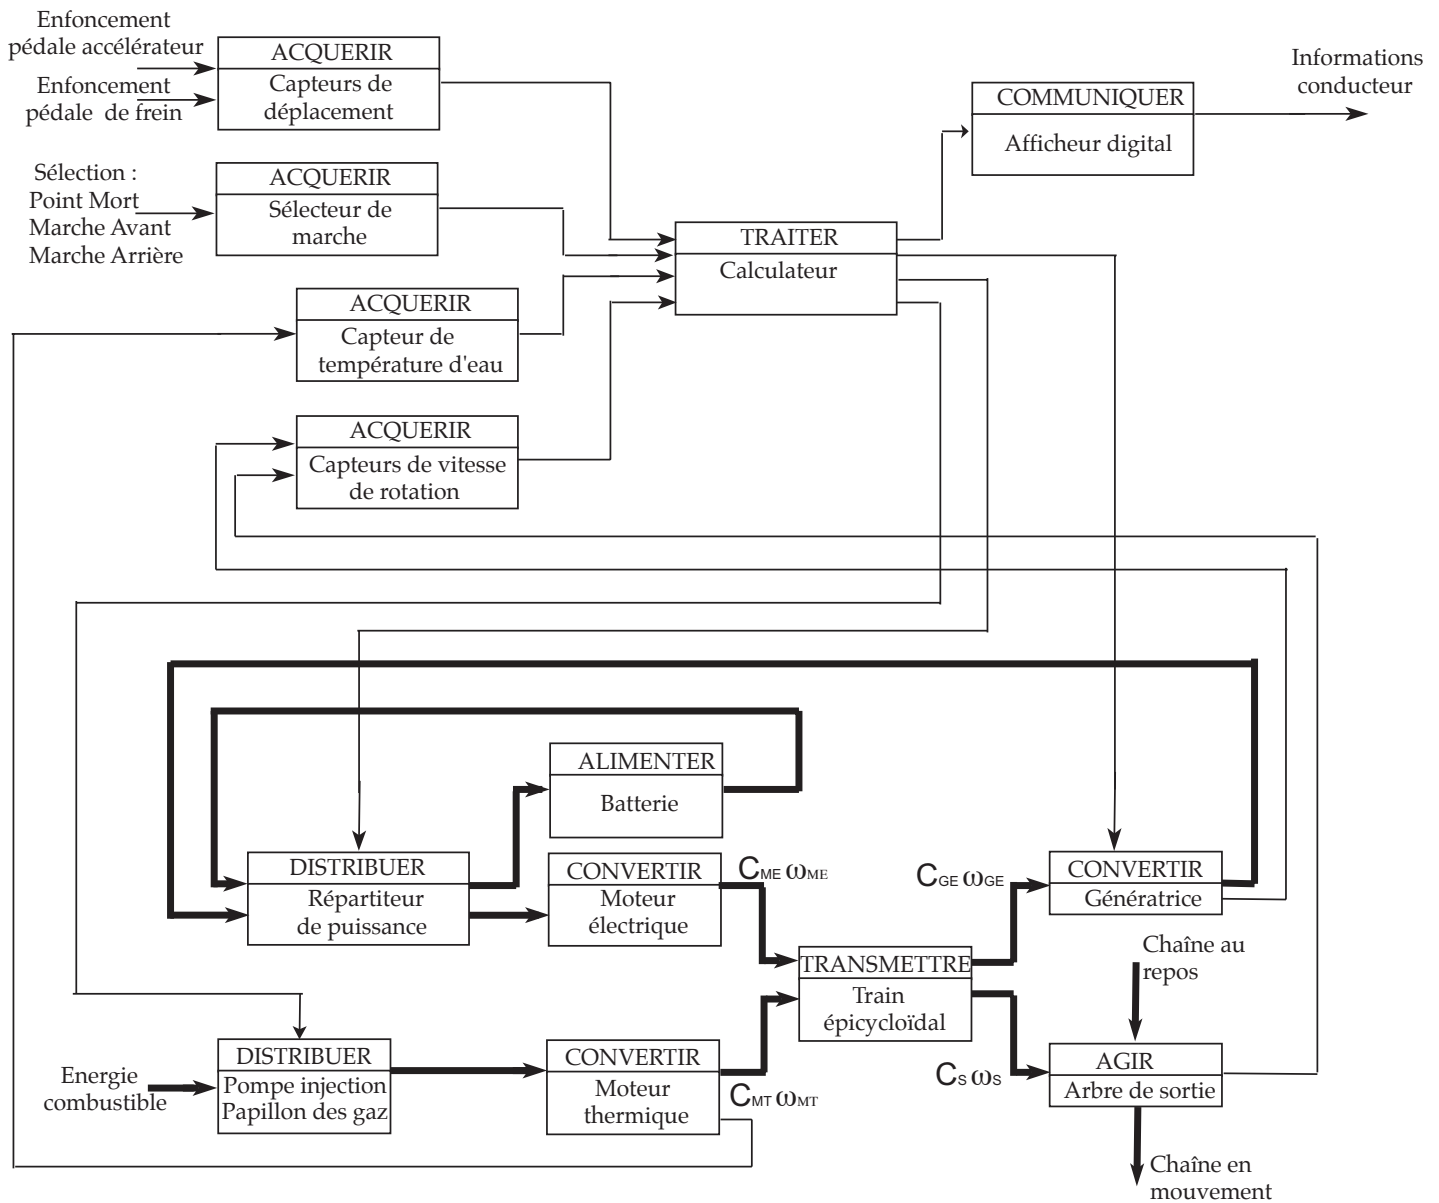 Enfoncement
pédale accélérateur
Enfoncement
pédale de frein
ACQUERIR
Capteurs de
déplacement
Informations
conducteur
COMMUNIQUER
Afficheur digital
Sélection :
Point Mort
Marche Avant
Marche Arrière
ACQUERIR
Sélecteur de
marche
TRAITER
Calculateur
ACQUERIR
Capteur de
température d'eau
ACQUERIR
Capteurs de vitesse
de rotation
ALIMENTER
Batterie
DISTRIBUER
Répartiteur
de puissance
CONVERTIR
Moteur
électrique
CME ωME
CGE ωGE
CONVERTIR
Génératrice
TRANSMETTRE
Train
épicycloïdal
Chaîne au
repos
Energie
combustible
DISTRIBUER
Pompe injection
Papillon des gaz
CONVERTIR
Moteur
thermique
CMT ωMT
CS ωS
AGIR
Arbre de sortie
Chaîne en
mouvement